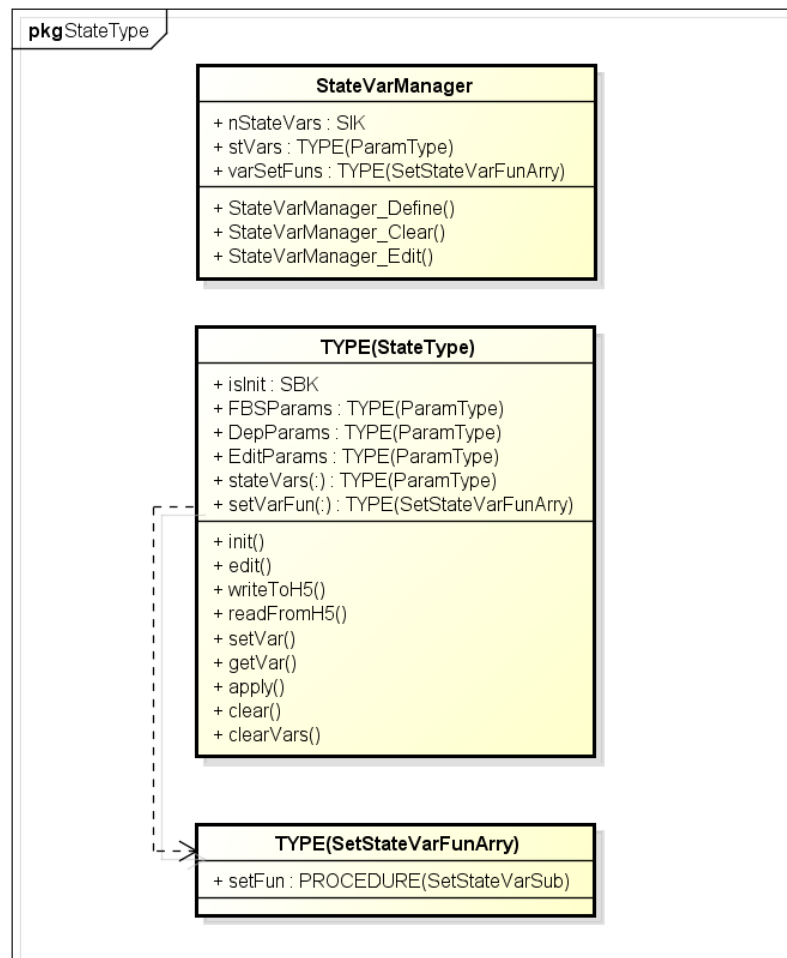 pkg StateType
StateVarManager
+ nStateVars : SIK
+ stVars : TYPE(ParamType)
+ varSetFuns : TYPE(SetStateVarFunArry)
+ StateVarManager_Define()
+ StateVarManager_Clear()
+ StateVarManager_Edit()
TYPE(StateType)
+ isInit : SBK
+ FBSParams : TYPE(ParamType)
+ DepParams : TYPE(ParamType)
+ EditParams : TYPE(ParamType)
+ stateVars(:) : TYPE(ParamType)
+ setVarFun(:) : TYPE(SetStateVarFunArry)
+ init()
+ edit()
+ writeToH5()
+ readFromH5()
+ setVar()
+ getVar()
+ apply()
+ clear()
+ clearVars()
TYPE(SetStateVarFunArry)
+ setFun : PROCEDURE(SetStateVarSub)